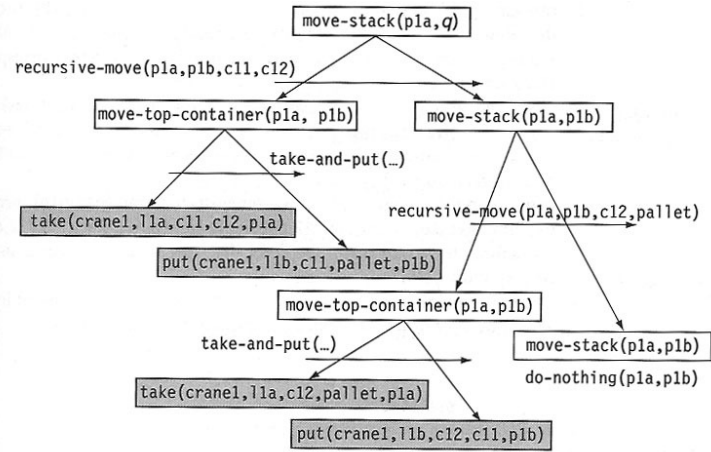 move-stack(p1a,q)
recursive-move(p1a,p1b,c11,c12)
move-top-container(p1a, p1b)
move-stack(p1a,p1b)
take-and-put(…)
take(crane1,l1a,c11,c12,p1a)
recursive-move(p1a,p1b,c12,pallet)
put(crane1,l1b,c11,pallet,p1b)
move-top-container(p1a,p1b)
take-and-put(…)
move-stack(p1a,p1b)
do-nothing(p1a,p1b)
take(crane1,l1a,c12,pallet,p1a)
put(crane1,l1b,c12,c11,p1b)